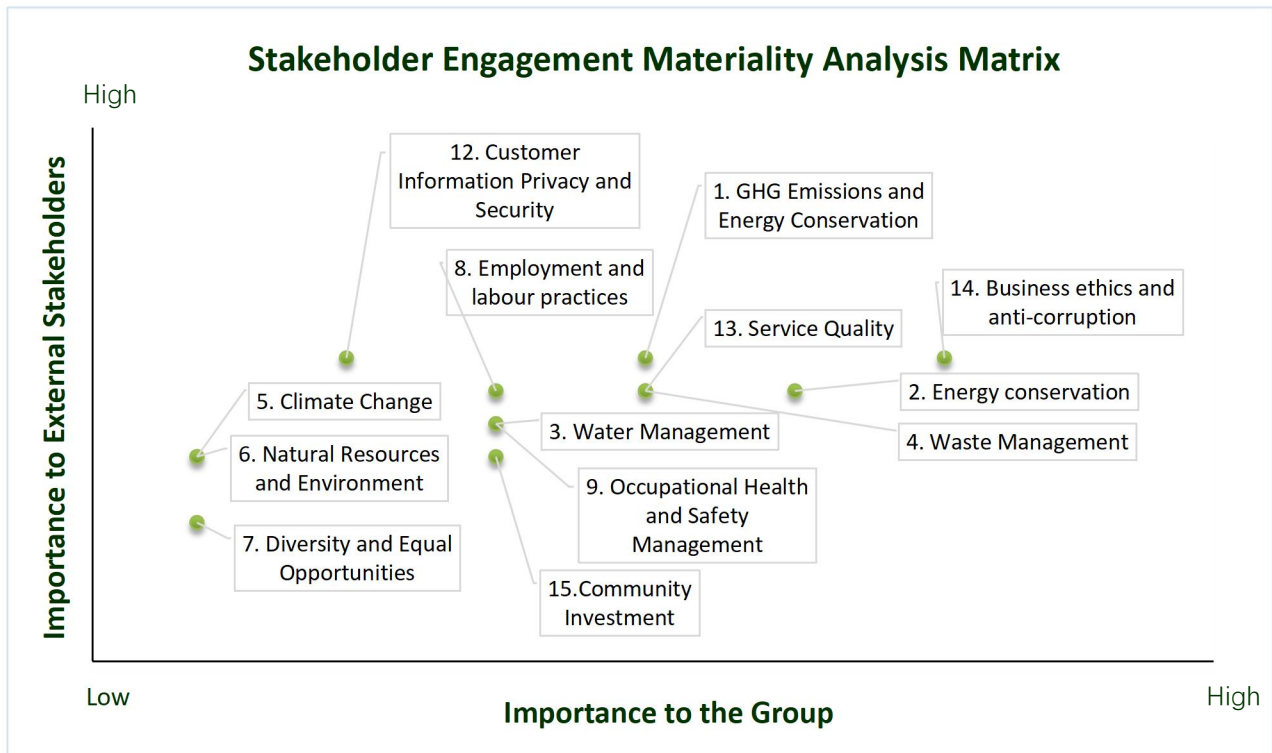 Stakeholder Engagement Materiality Analysis Matrix
High
Importance to External Stakeholders
12. Customer
Information Privacy and
Security
1. GHG Emissions and
Energy Conservation
8. Employment and
labour practices
14. Business ethics and
anti-corruption
13. Service Quality
5. Climate Change
2. Energy conservation
3. Water Management
4. Waste Management
6. Natural Resources
and Environment
9. Occupational Health
and Safety
Management
7. Diversity and Equal
Opportunities
15.Community
Investment
Low
Importance to the Group
High